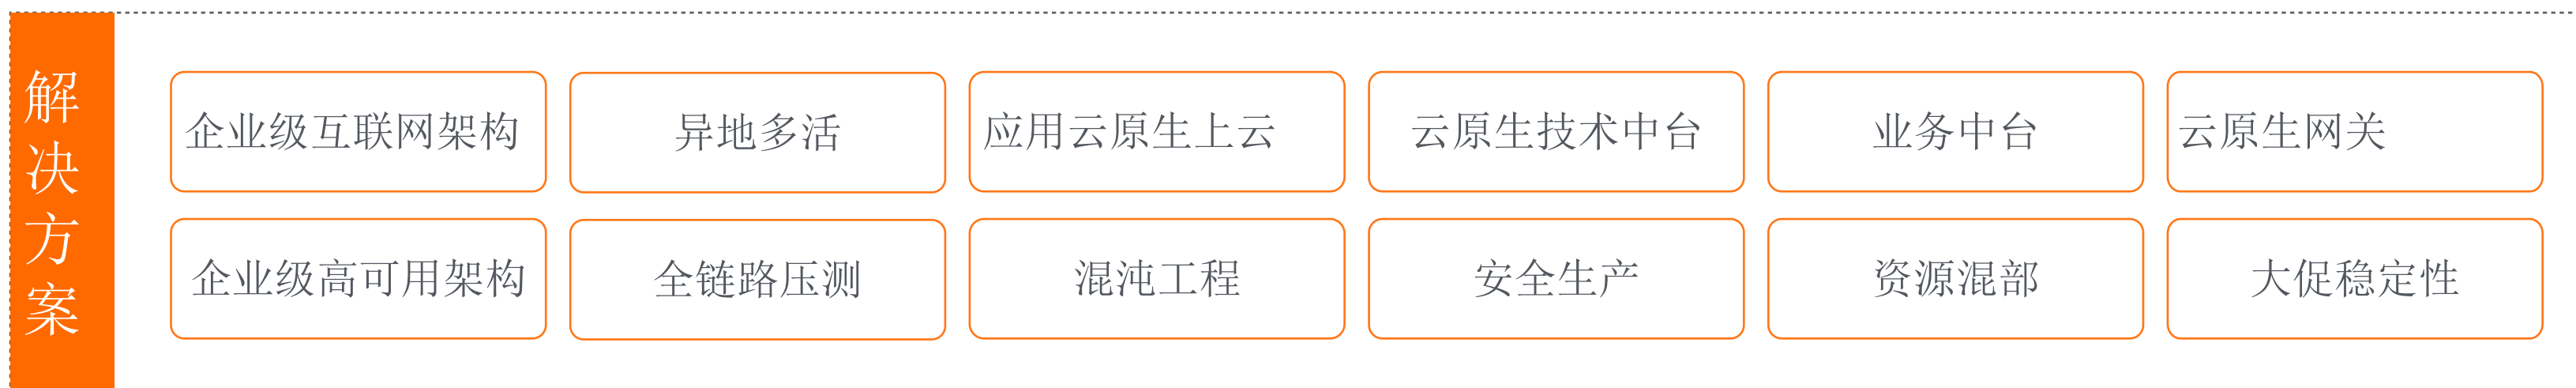 解决方案
企业级互联网架构
异地多活
应用云原生上云
云原生技术中台
业务中台
云原生网关
企业级高可用架构
全链路压测
混沌工程
安全生产
资源混部
大促稳定性